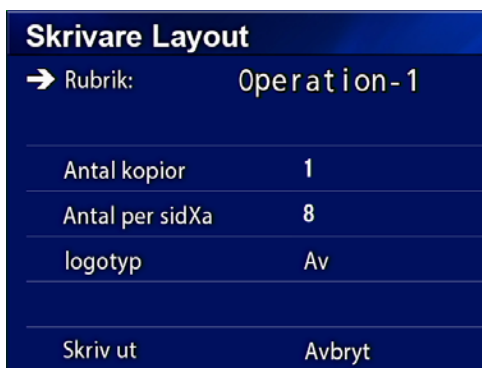 Skrivare Layout
➔ Rubrik: Operation-1
Antal kopior 1
Antal per sidXa 8
logotyp Av
Skriv ut Avbryt